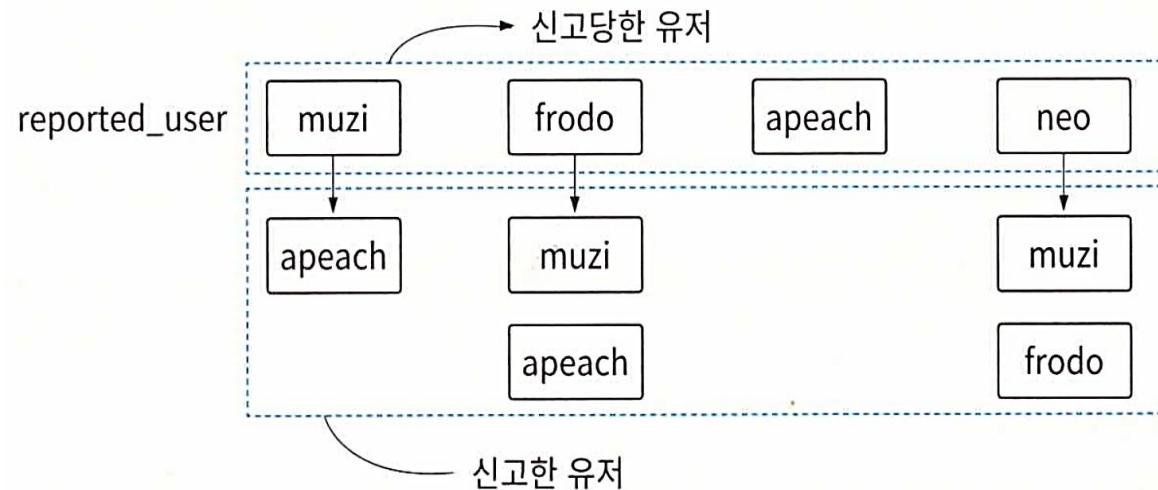 신고당한 유저
reported_user muzi frodo apeach neo
apeach muzi muzi
apeach frodo
신고한 유저